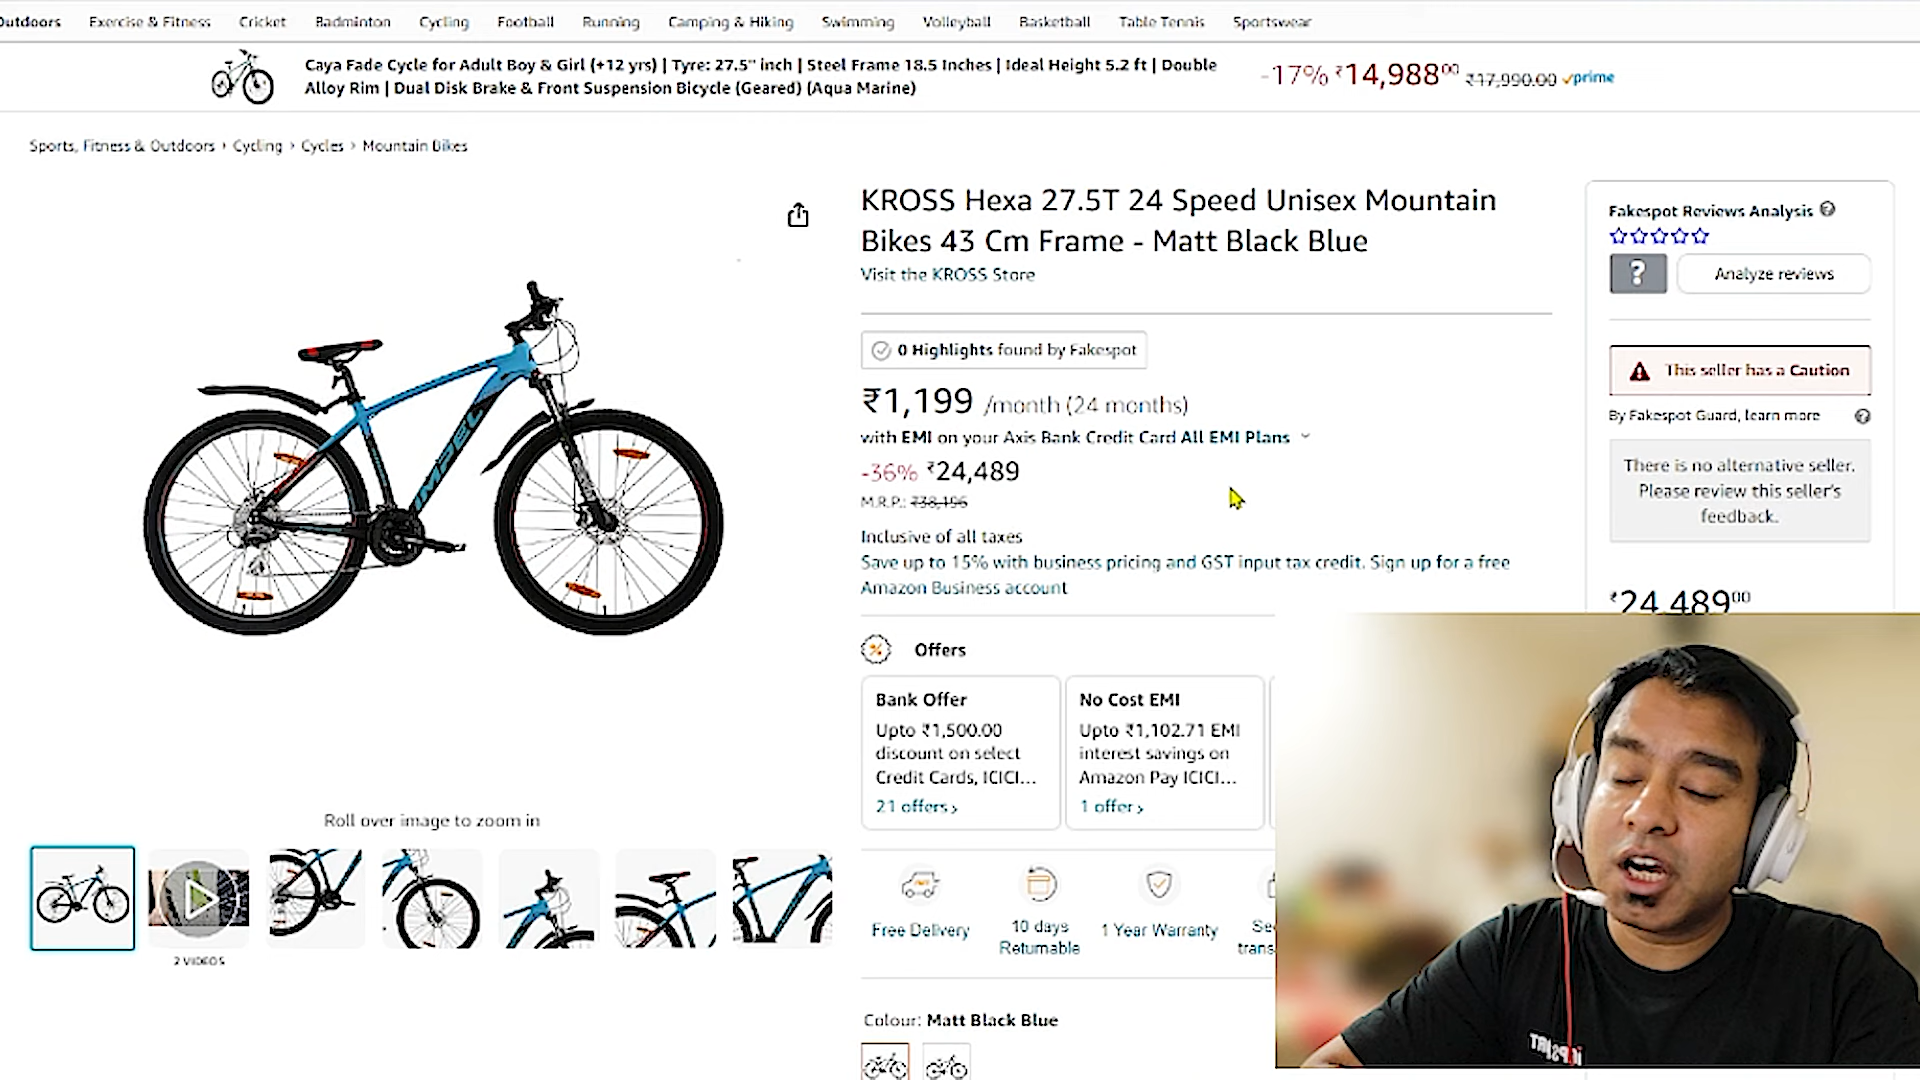 utdoors Exercise & Fitness Cricket Badminton Cycling Football Running Camping & Hiking Swimming Volleyball Basketball Table Tennis Sportswear
Caya Fade Cycle for Adult Boy & Girl (+12 yrs) | Tyre: 27.5" inch | Steel Frame 18.5 Inches | Ideal Height 5.2 ft | Double
Alloy Rim | Dual Disk Brake & Front Suspension Bicycle (Geared) (Aqua Marine)
-17% ₹14,988⁰⁰ ₹17,990.00 prime
Sports, Fitness & Outdoors › Cycling › Cycles › Mountain Bikes
KROSS Hexa 27.5T 24 Speed Unisex Mountain
Bikes 43 Cm Frame - Matt Black Blue
Visit the KROSS Store
0 Highlights found by Fakespot
₹1,199 /month (24 months)
with EMI on your Axis Bank Credit Card All EMI Plans
-36% ₹24,489
M.R.P.: ₹38,196
Inclusive of all taxes
Save up to 15% with business pricing and GST input tax credit. Sign up for a free
Amazon Business account
Offers
Bank Offer
Upto ₹1,500.00
discount on select
Credit Cards, ICICI...
21 offers ›
No Cost EMI
Upto ₹1,102.71 EMI
interest savings on
Amazon Pay ICICI...
1 offer ›
Free Delivery
10 days
Returnable
1 Year Warranty
Se
trans
Colour: Matt Black Blue
Fakespot Reviews Analysis
?
Analyze reviews
This seller has a Caution
By Fakespot Guard, learn more
There is no alternative seller.
Please review this seller's
feedback.
₹24,489⁰⁰
IMPEL
Roll over image to zoom in
2 VIDEOS